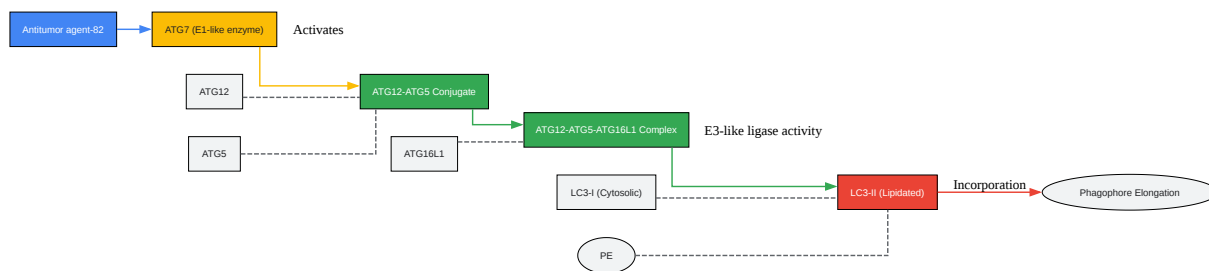 Antitumor agent-82
ATG7 (E1-like enzyme)
Activates
ATG12
ATG12-ATG5 Conjugate
ATG12-ATG5-ATG16L1 Complex
E3-like ligase activity
ATG5
ATG16L1
LC3-I (Cytosolic)
LC3-II (Lipidated)
Incorporation
Phagophore Elongation
PE